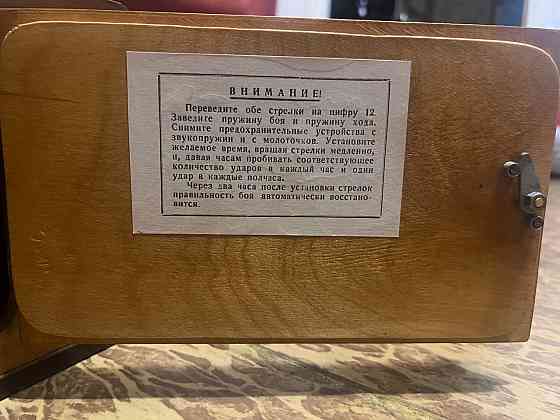 ВНИМАНИЕ!
Переведите обе стрелки на цифру 12.
Заведите пружину боя и пружину хода.
Снимите предохранительные устройства с
звукопружин и с молоточков. Установите
желаемое время, вращая стрелки медленно,
и, давая часам пробивать соответствующее
количество ударов в каждый час и один
удар в каждые полчаса.
Через два часа после установки стрелок
правильность боя автоматически восстано-
вится.